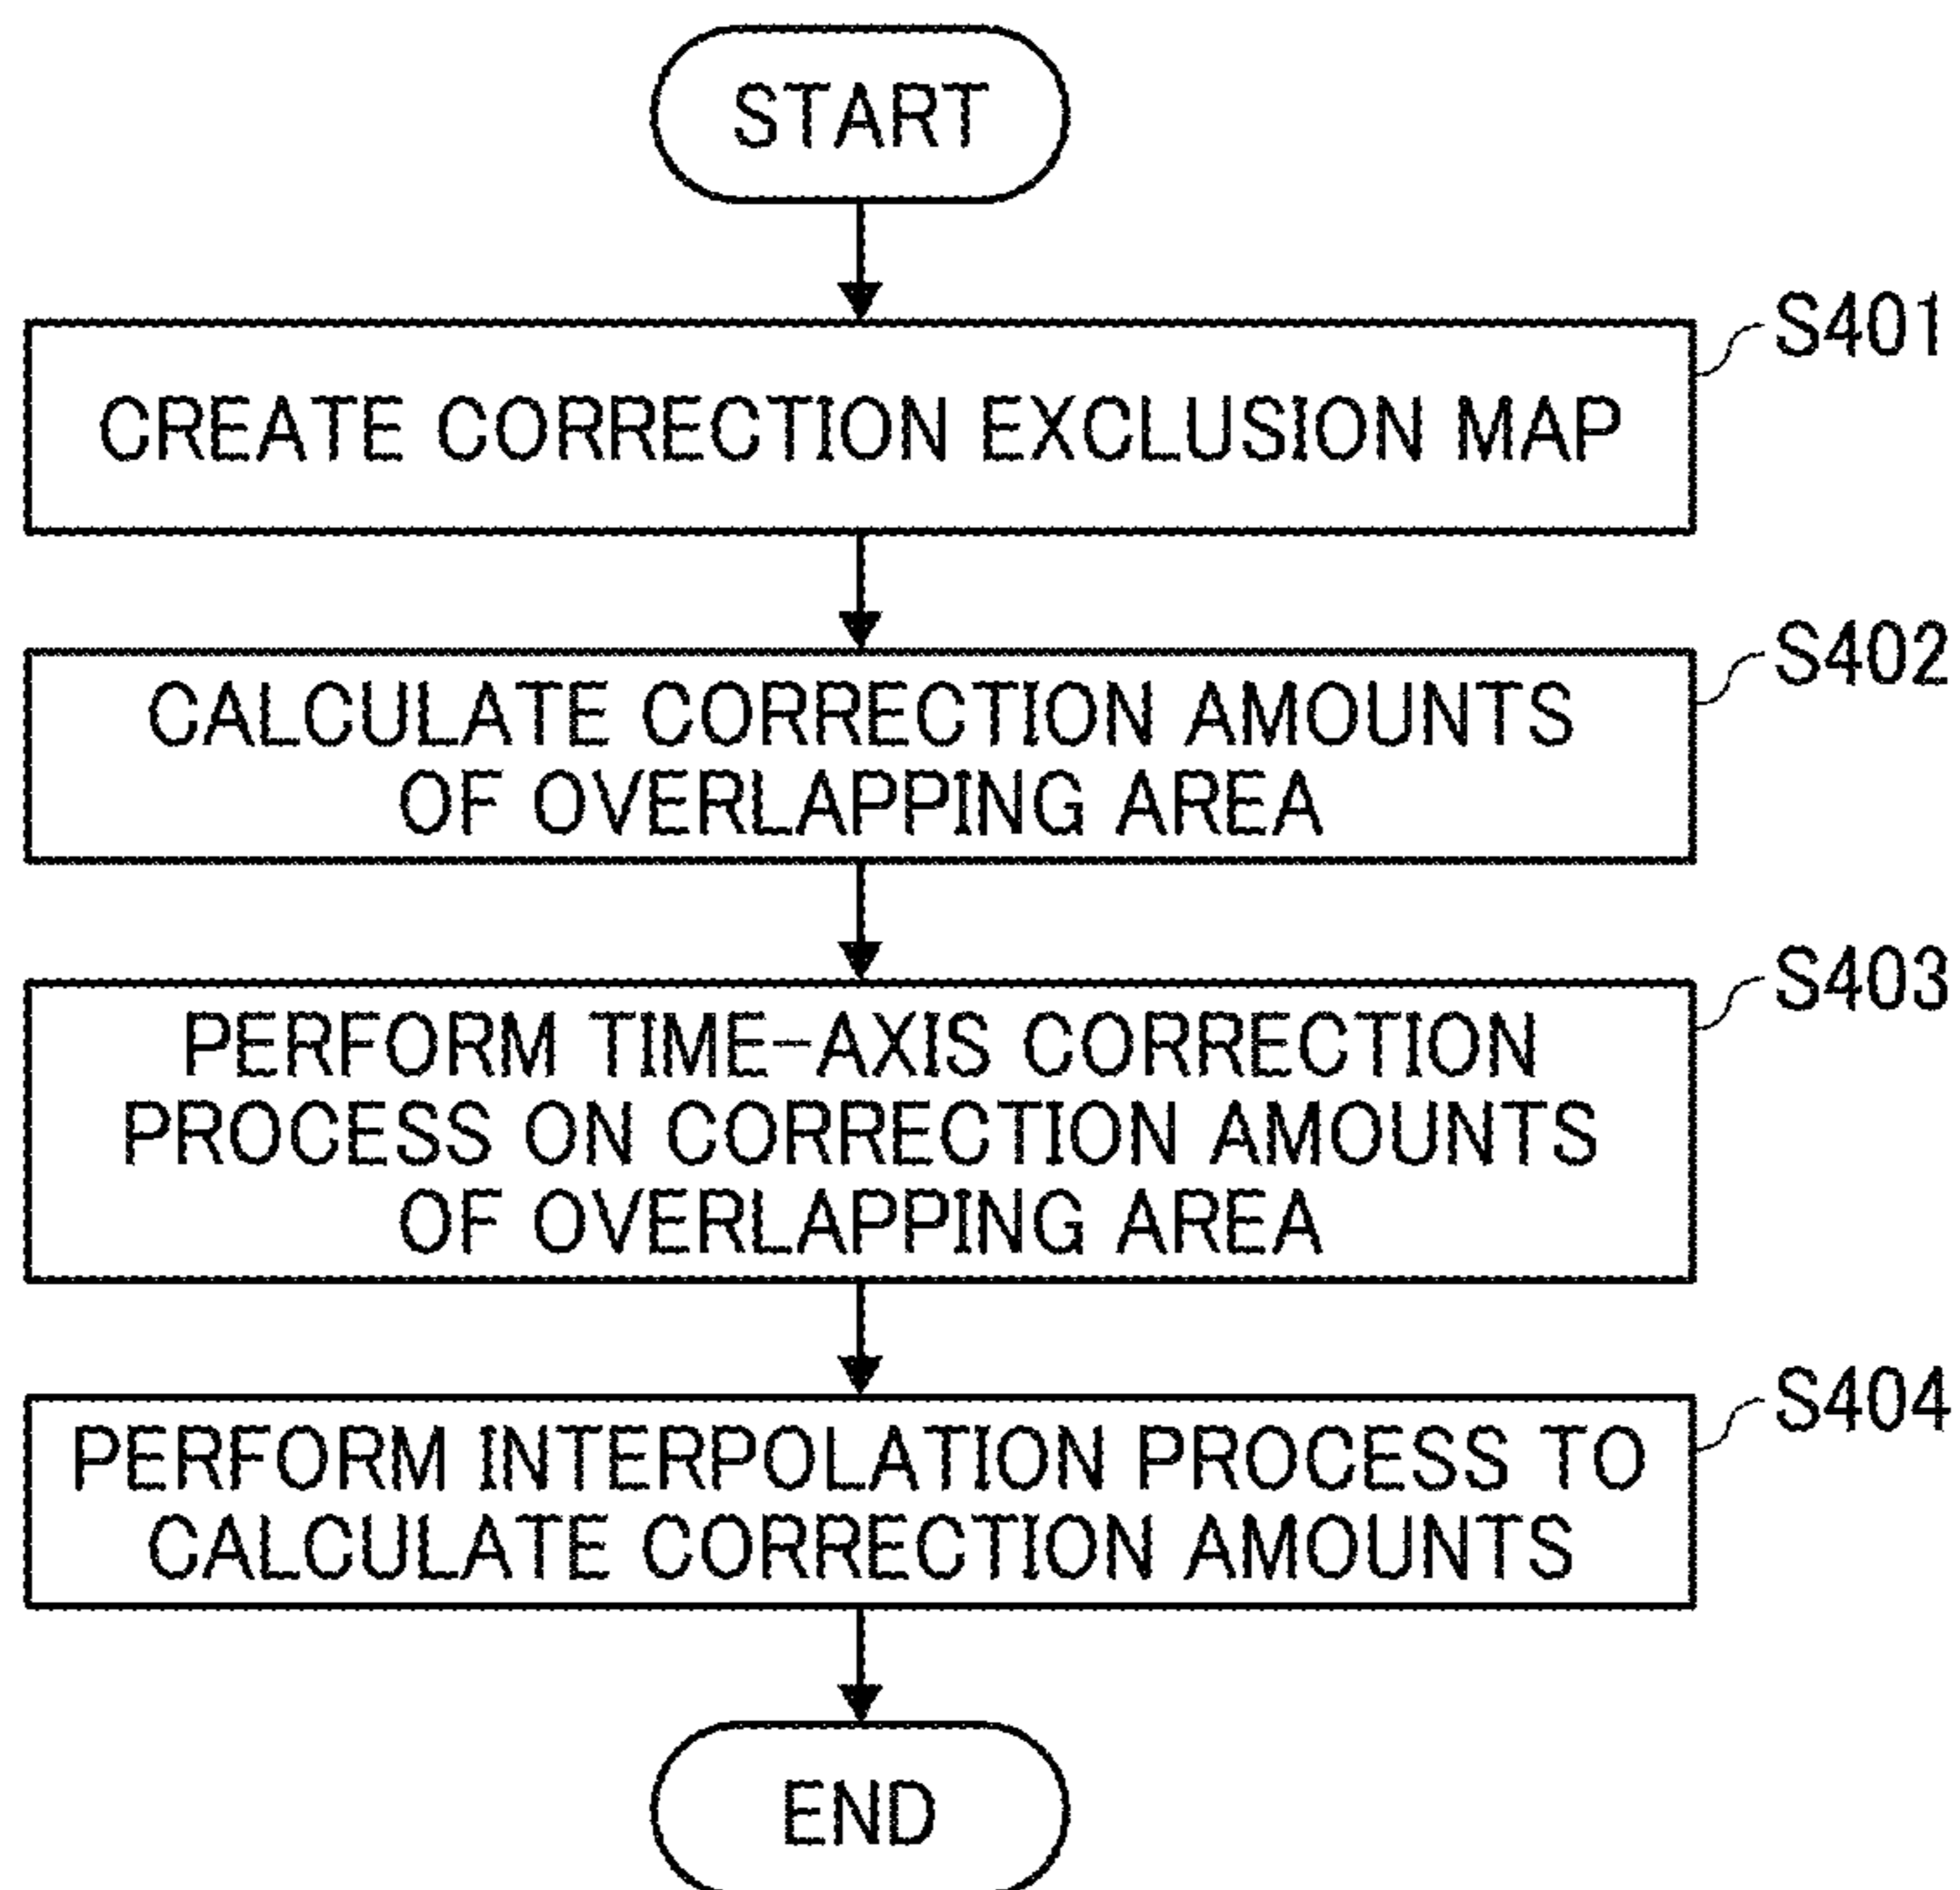 START
S401
CREATE CORRECTION EXCLUSION MAP
S402
CALCULATE CORRECTION AMOUNTS
OF OVERLAPPING AREA
S403
PERFORM TIME-AXIS CORRECTION
PROCESS ON CORRECTION AMOUNTS
OF OVERLAPPING AREA
S404
PERFORM INTERPOLATION PROCESS TO
CALCULATE CORRECTION AMOUNTS
END